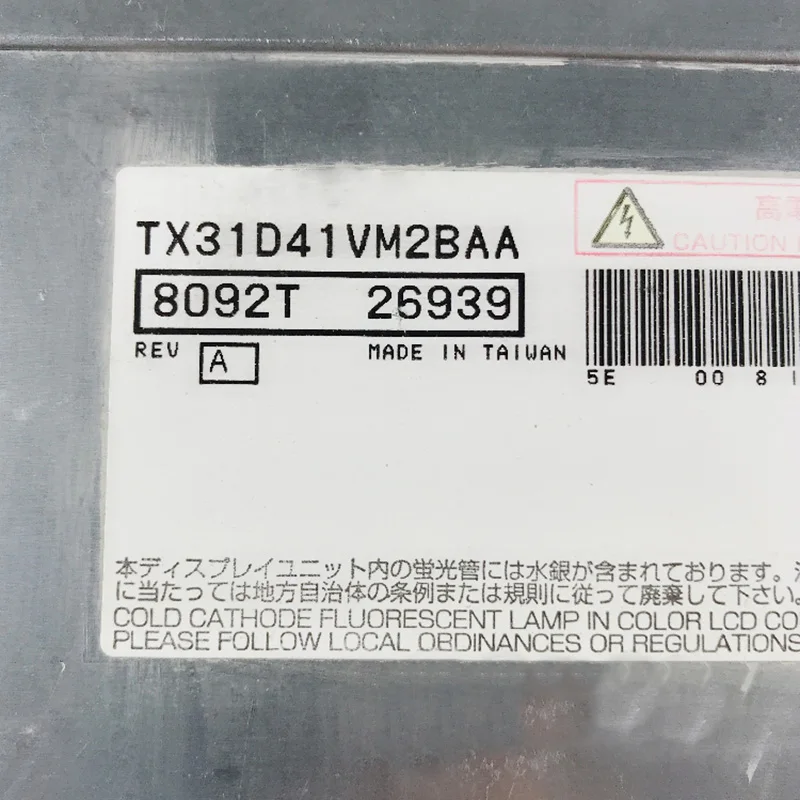 TX31D41VM2BAA
高
CAUTION
8092T 26939
REV A MADE IN TAIWAN
5E 00 8
本ディスプレイユニット内の蛍光管には水銀が含まれております。
に当たっては地方自治体の条例または規則に従って廃棄して下さい。
COLD CATHODE FLUORESCENT LAMP IN COLOR LCD CO
PLEASE FOLLOW LOCAL OBDINANCES OR REGULATIONS